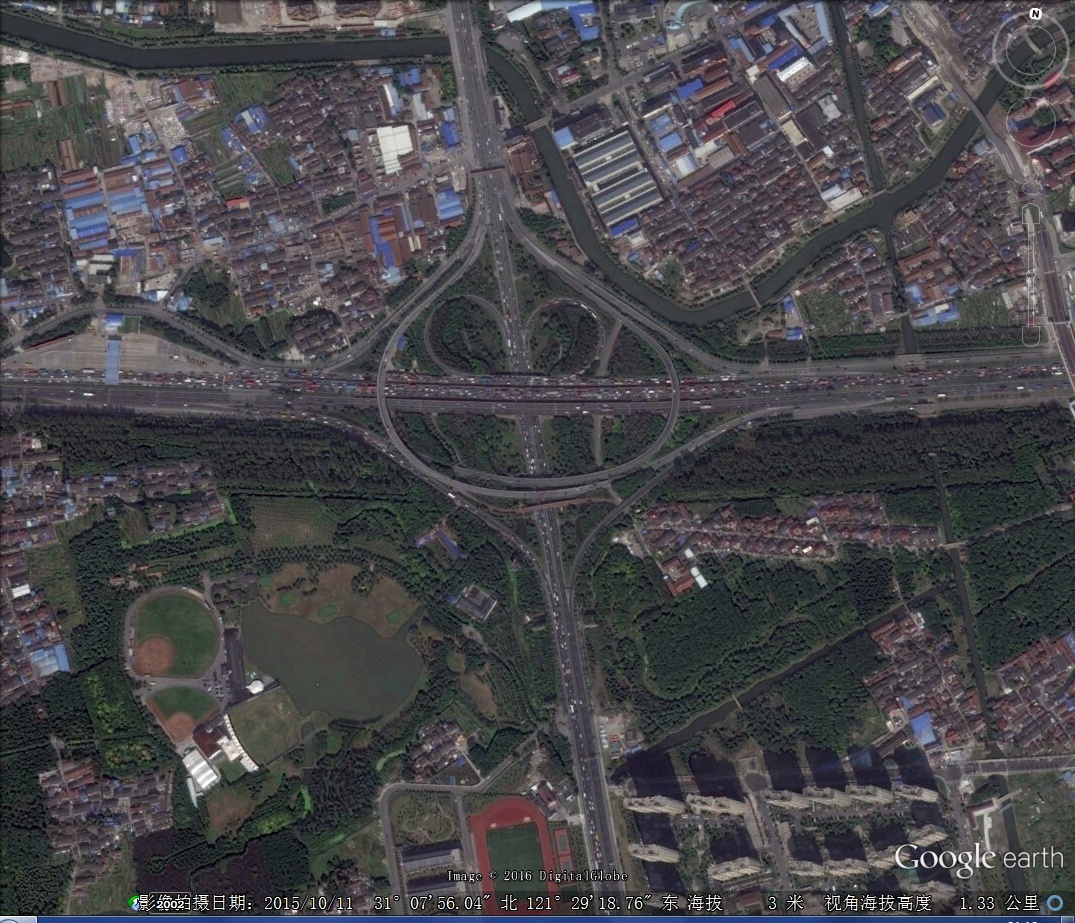 N
Google earth
Image © 2016 DigitalGlobe
2002 影像拍摄日期: 2015/10/11 31° 07'56.04" 北 121° 29'18.76" 东 海拔 3 米 视角海拔高度 1.33 公里